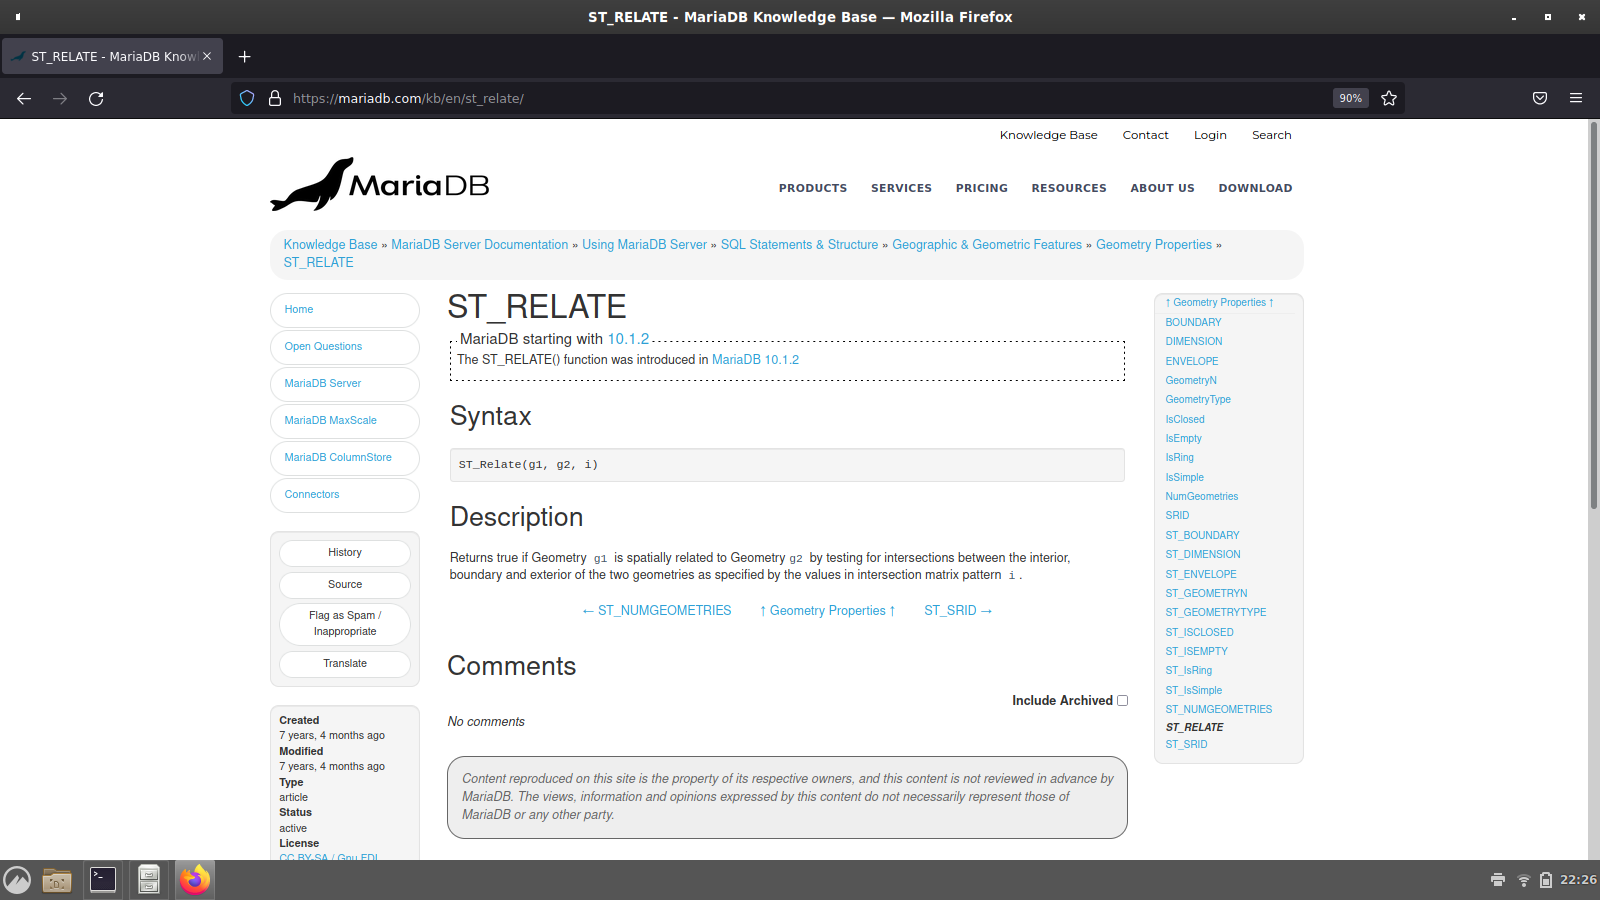 ST_RELATE - MariaDB Knowledge Base — Mozilla Firefox
ST_RELATE - MariaDB Knowl
https://mariadb.com/kb/en/st_relate/
90%
Knowledge Base Contact Login Search
MariaDB
PRODUCTS SERVICES PRICING RESOURCES ABOUT US DOWNLOAD
Knowledge Base » MariaDB Server Documentation » Using MariaDB Server » SQL Statements & Structure » Geographic & Geometric Features » Geometry Properties »
ST_RELATE
Home
Open Questions
MariaDB Server
MariaDB MaxScale
MariaDB ColumnStore
Connectors
History
Source
Flag as Spam /
Inappropriate
Translate
Created
7 years, 4 months ago
Modified
7 years, 4 months ago
Type
article
Status
active
License
CC BY-SA / Gnu FDL
ST_RELATE
MariaDB starting with 10.1.2
The ST_RELATE() function was introduced in MariaDB 10.1.2
Syntax
ST_Relate(g1, g2, i)
Description
Returns true if Geometry g1 is spatially related to Geometry g2 by testing for intersections between the interior,
boundary and exterior of the two geometries as specified by the values in intersection matrix pattern i .
← ST_NUMGEOMETRIES ↑ Geometry Properties ↑ ST_SRID →
Comments
Include Archived
No comments
Content reproduced on this site is the property of its respective owners, and this content is not reviewed in advance by
MariaDB. The views, information and opinions expressed by this content do not necessarily represent those of
MariaDB or any other party.
↑ Geometry Properties ↑
BOUNDARY
DIMENSION
ENVELOPE
GeometryN
GeometryType
IsClosed
IsEmpty
IsRing
IsSimple
NumGeometries
SRID
ST_BOUNDARY
ST_DIMENSION
ST_ENVELOPE
ST_GEOMETRYN
ST_GEOMETRYTYPE
ST_ISCLOSED
ST_ISEMPTY
ST_IsRing
ST_IsSimple
ST_NUMGEOMETRIES
ST_RELATE
ST_SRID
22:26